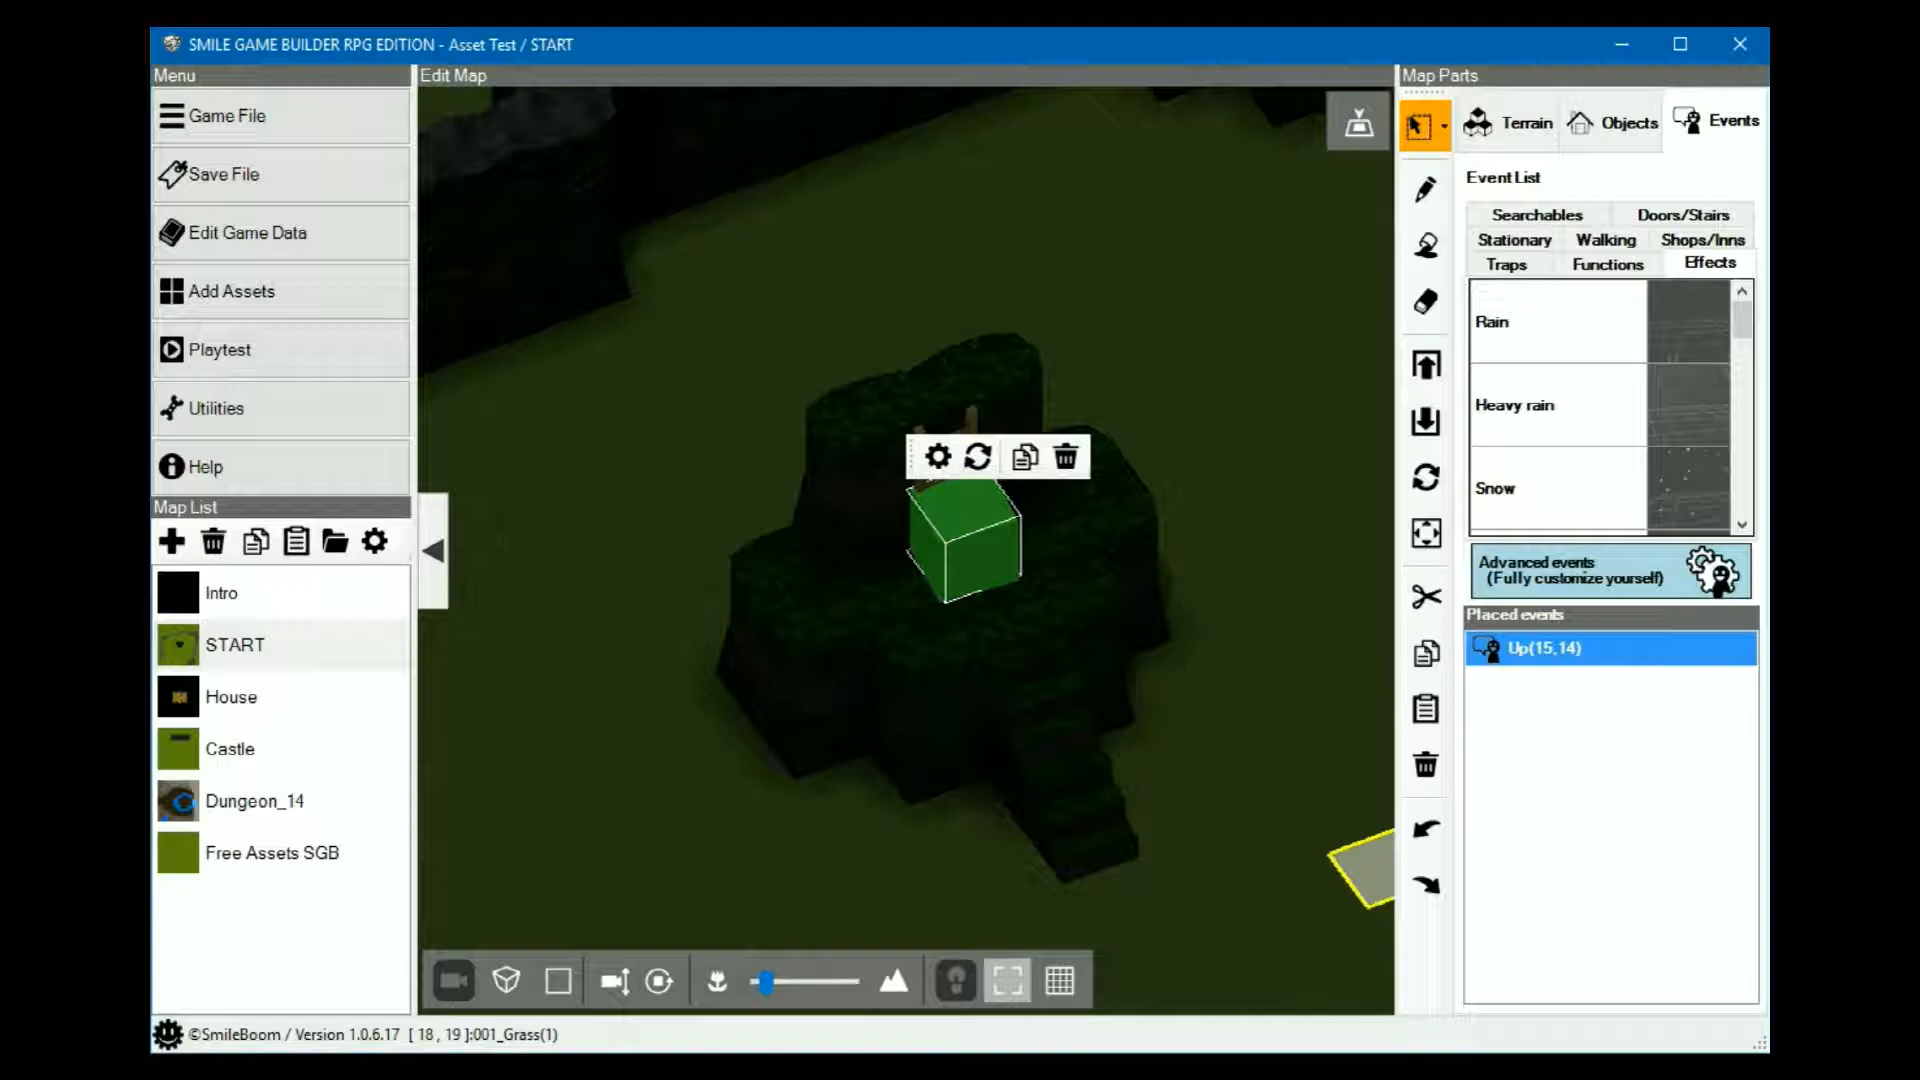 SMILE GAME BUILDER RPG EDITION - Asset Test / START
Menu
Edit Map
Map Parts
Game File
Save File
Edit Game Data
Add Assets
Playtest
Utilities
Help
Map List
Intro
START
House
Castle
Dungeon_14
Free Assets SGB
Terrain
Objects
Events
Event List
Searchables
Doors/Stairs
Stationary
Walking
Shops/Inns
Traps
Functions
Effects
Rain
Heavy rain
Snow
Advanced events
(Fully customize yourself)
Placed events
Up(15,14)
©SmileBoom / Version 1.0.6.17 [ 18 , 19 ]:001_Grass(1)